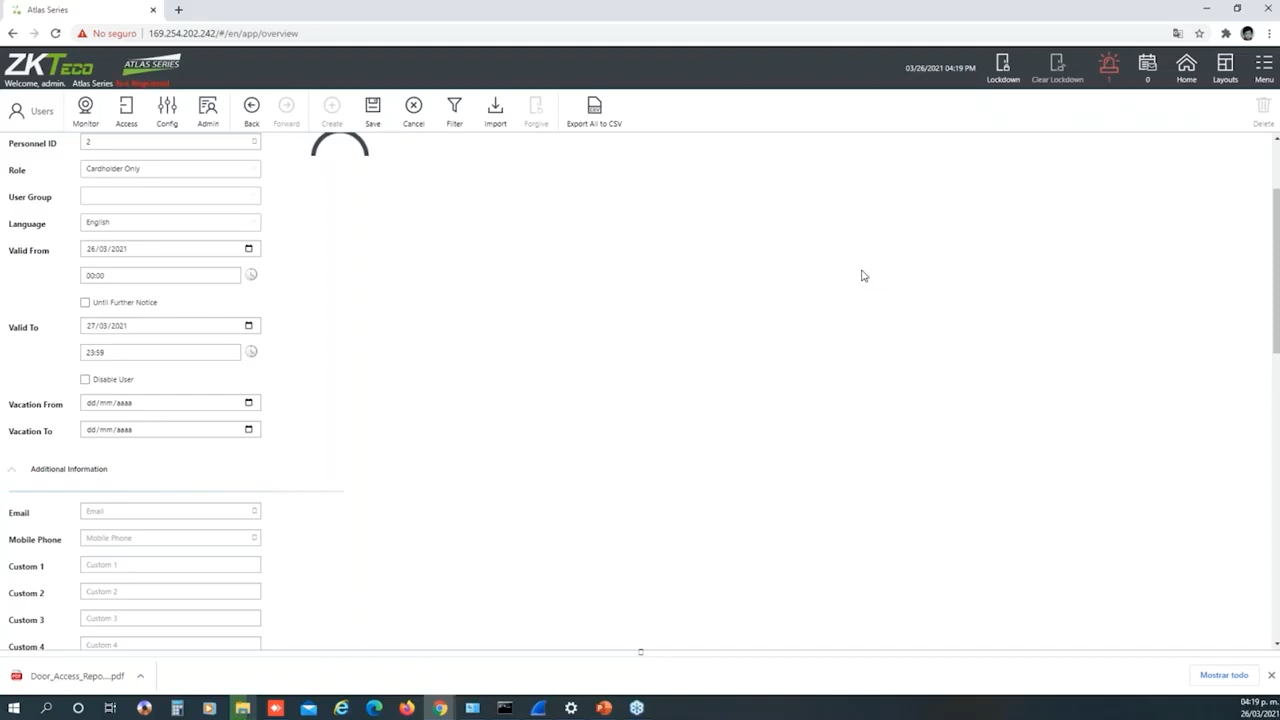 Atlas Series
No seguro
169.254.202.242/#/en/app/overview
ZKTeco
ATLAS SERIES
Welcome, admin.
Atlas Series
Not Registered
03/26/2021 04:19 PM
Lockdown
Clear Lockdown
1
0
Home
Layouts
Menu
Users
Monitor
Access
Config
Admin
Back
Forward
Create
Save
Cancel
Filter
Import
Forgive
Export All to CSV
Delete
Personnel ID
2
Role
Cardholder Only
User Group
Language
English
Valid From
26/03/2021
00:00
Until Further Notice
Valid To
27/03/2021
23:59
Disable User
Vacation From
dd/mm/aaaa
Vacation To
dd/mm/aaaa
Additional Information
Email
Email
Mobile Phone
Mobile Phone
Custom 1
Custom 1
Custom 2
Custom 2
Custom 3
Custom 3
Custom 4
Custom 4
Door_Access_Repo....pdf
Mostrar todo
04:19 p. m.
26/03/2021